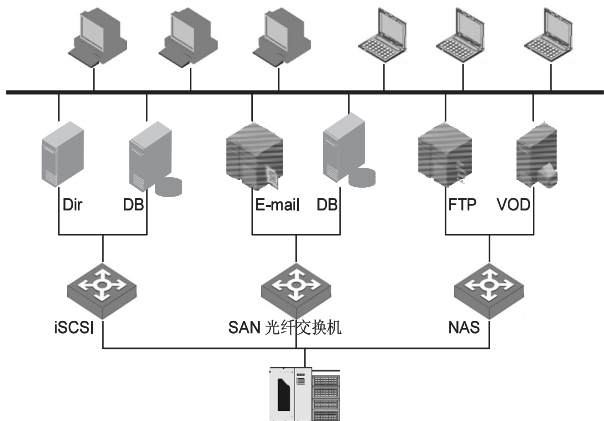 Dir
DB
E-mail
DB
FTP
VOD
iSCSI
SAN 光纤交换机
NAS